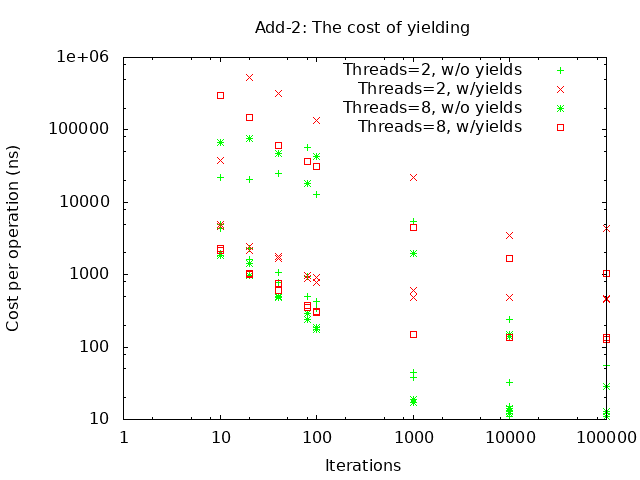 Add-2: The cost of yielding
1e+06
100000
10000
1000
100
10
Cost per operation (ns)
Threads=2, w/o yields
Threads=2, w/yields
Threads=8, w/o yields
Threads=8, w/yields
1
10
100
1000
10000
100000
Iterations